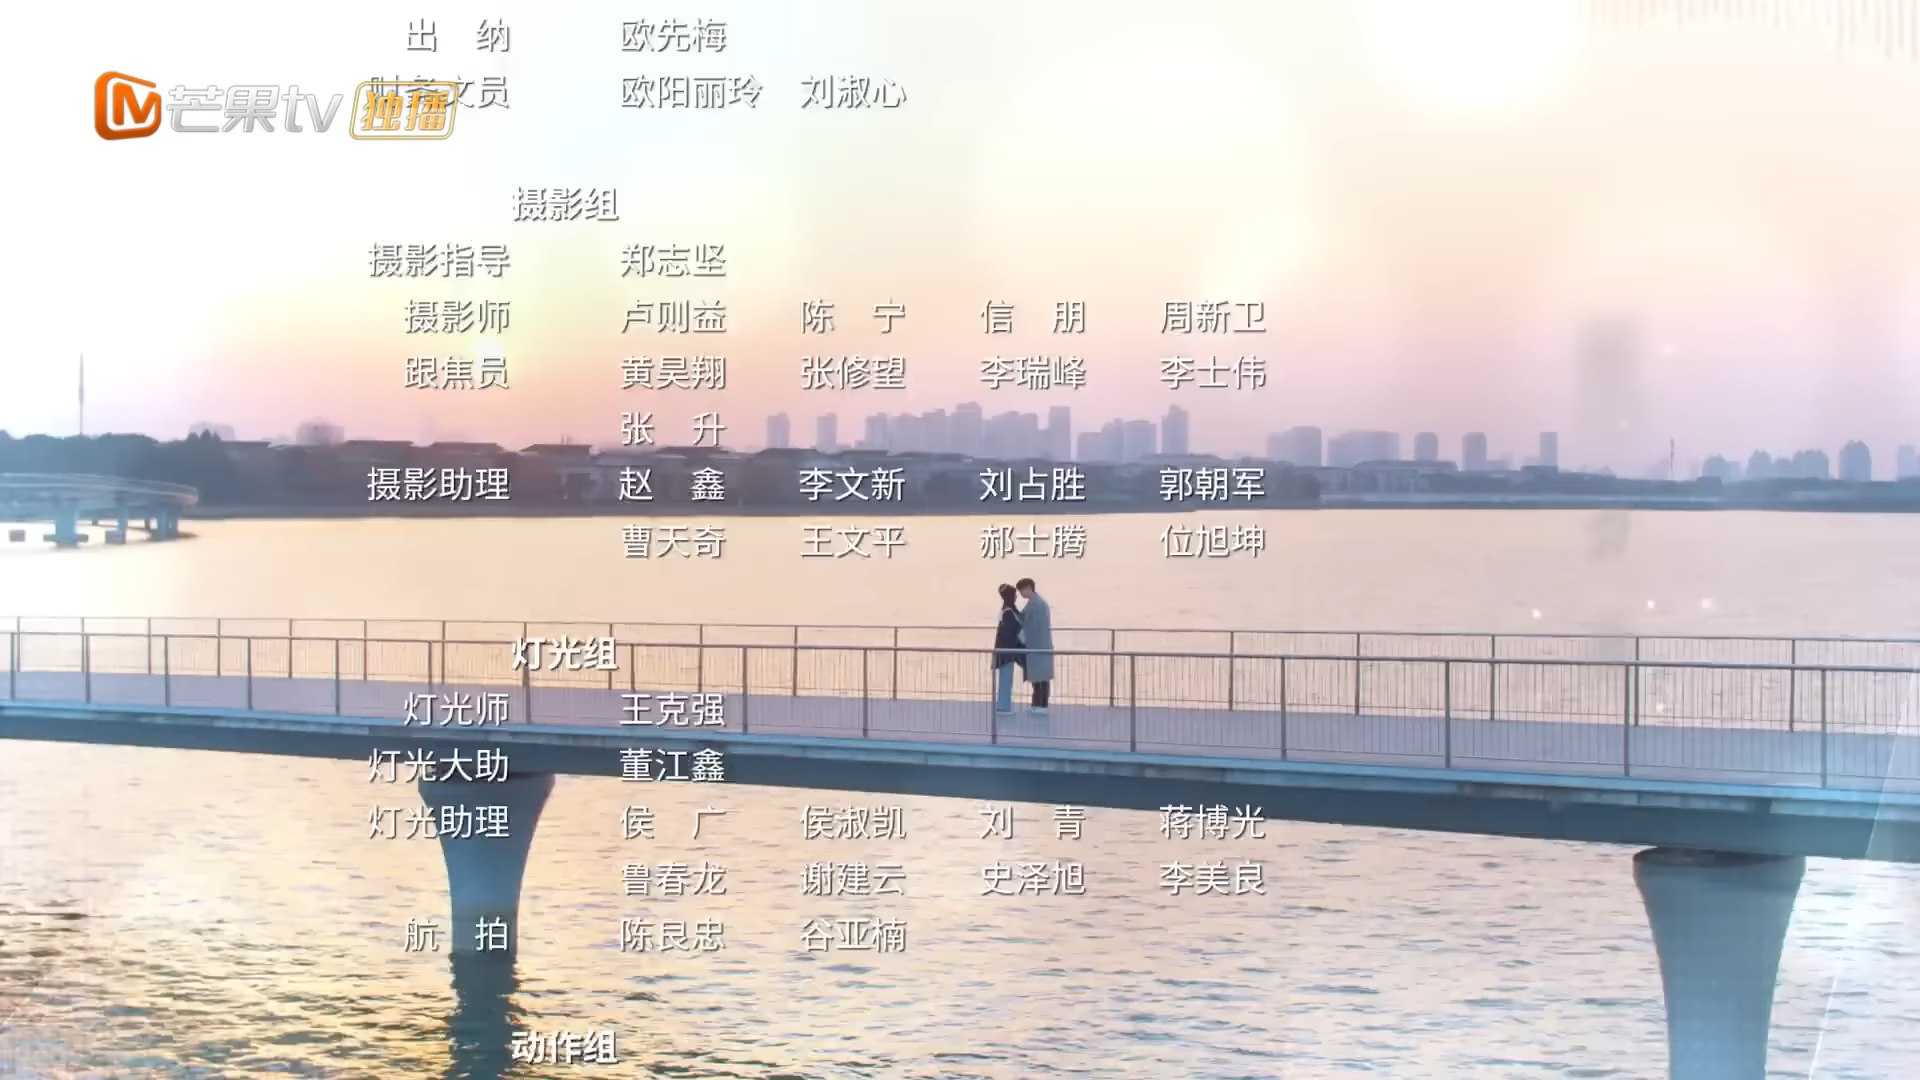 出 纳 欧先梅
财务文员 欧阳丽玲 刘淑心
芒果tv 独播
摄影组
摄影指导 郑志坚
摄影师 卢则益 陈 宁 信 朋 周新卫
跟焦员 黄昊翔 张修望 李瑞峰 李士伟
张 升
摄影助理 赵 鑫 李文新 刘占胜 郭朝军
曹天奇 王文平 郝士腾 位旭坤
灯光组
灯光师 王克强
灯光大助 董江鑫
灯光助理 侯 广 侯淑凯 刘 青 蒋博光
鲁春龙 谢建云 史泽旭 李美良
航 拍 陈良忠 谷亚楠
动作组